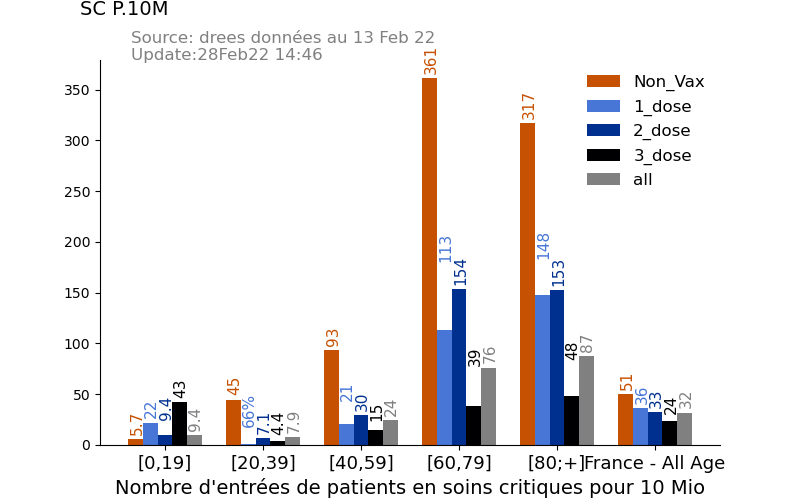 SC P.10M
Source: drees données au 13 Feb 22
Update:28Feb22 14:46
Non_Vax
1_dose
2_dose
3_dose
all
350
300
250
200
150
100
50
0
5.7 22 9.4 43 9.4
45 66% 7.1 4.4 7.9
93 21 30 15 24
361 113 154 39 76
317 148 153 48 87
51 36 33 24 32
[0,19] [20,39] [40,59] [60,79] [80;+] France - All Age
Nombre d'entrées de patients en soins critiques pour 10 Mio